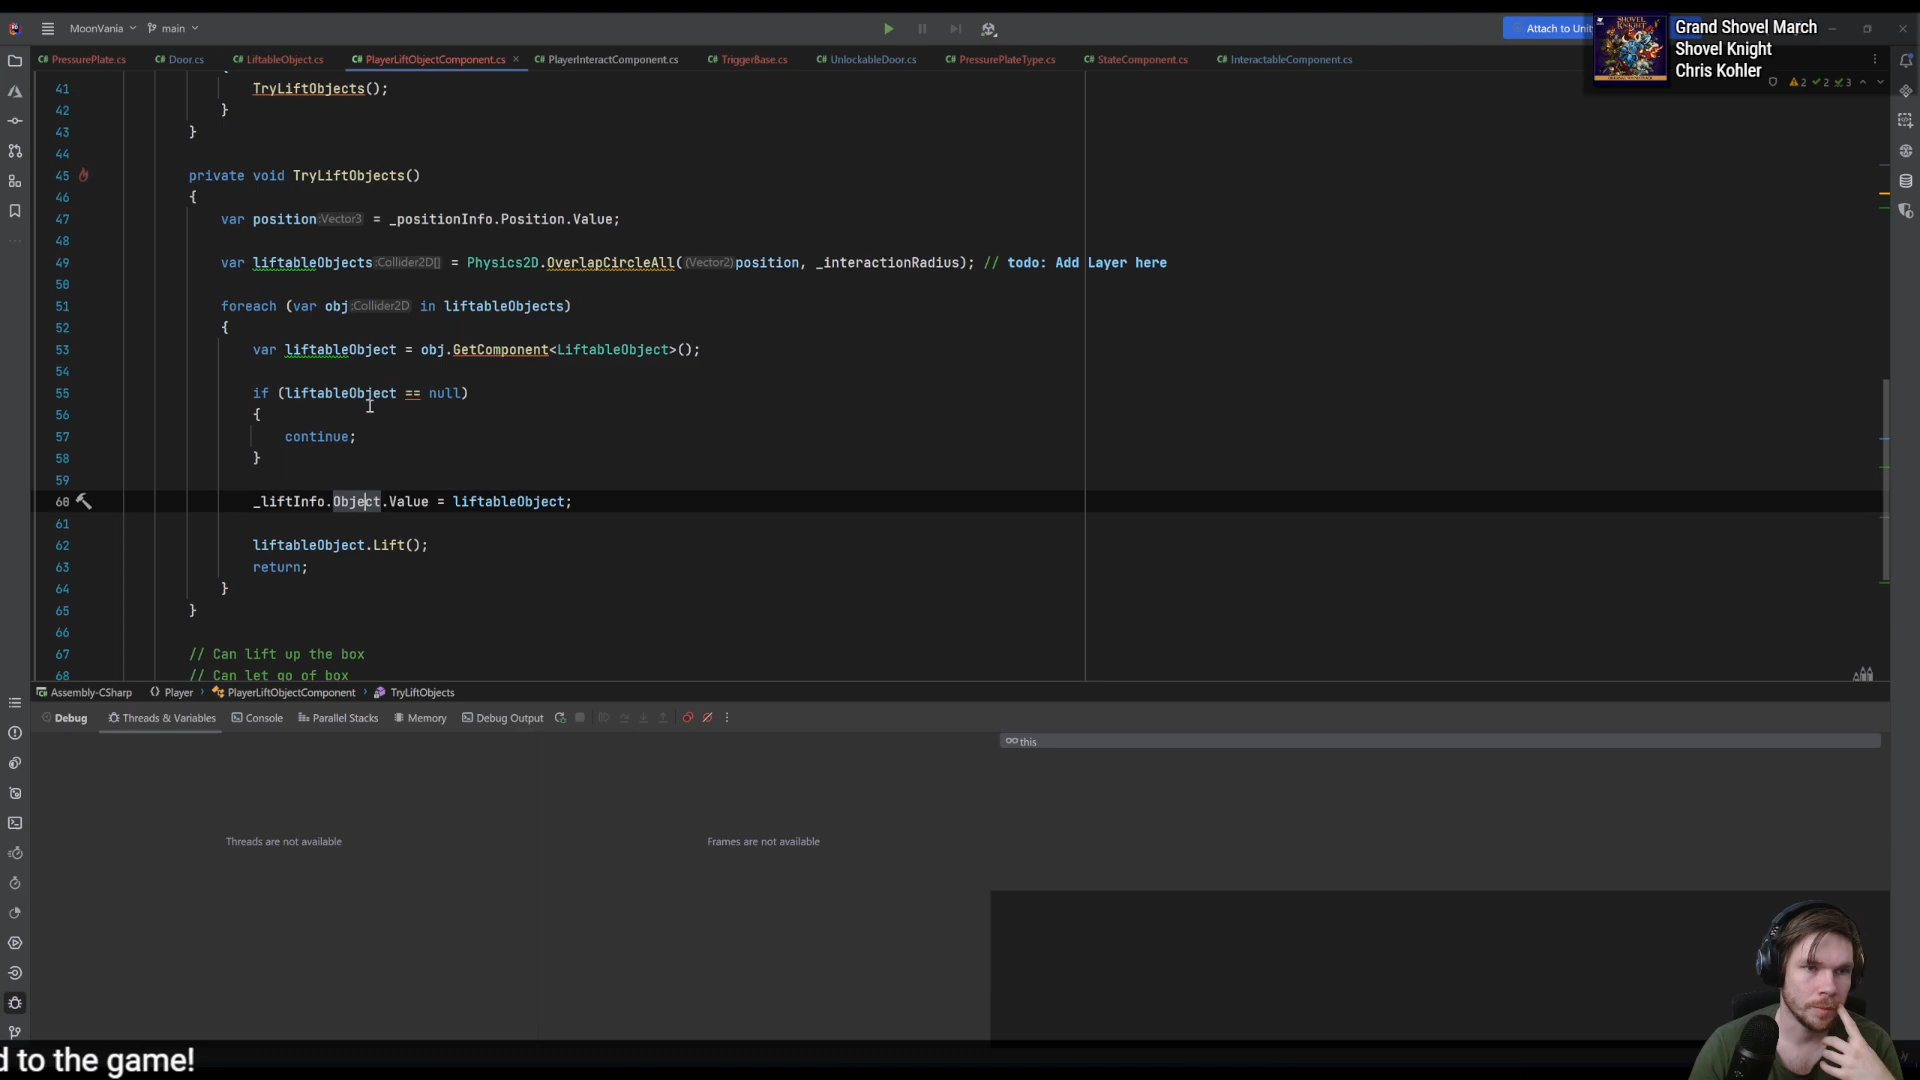 MoonVania
main
Attach to Unit
Grand Shovel March
Shovel Knight
Chris Kohler
PressurePlate.cs
Door.cs
LiftableObject.cs
PlayerLiftObjectComponent.cs
PlayerInteractComponent.cs
TriggerBase.cs
UnlockableDoor.cs
PressurePlateType.cs
StateComponent.cs
InteractableComponent.cs
2 2 3
41 TryLiftObjects();
42 }
43 }
44
45 private void TryLiftObjects()
46 {
47 var position:Vector3 = _positionInfo.Position.Value;
48
49 var liftableObjects:Collider2D[] = Physics2D.OverlapCircleAll((Vector2)position, _interactionRadius); // todo: Add Layer here
50
51 foreach (var obj:Collider2D in liftableObjects)
52 {
53 var liftableObject = obj.GetComponent<LiftableObject>();
54
55 if (liftableObject == null)
56 {
57 continue;
58 }
59
60 _liftInfo.Object.Value = liftableObject;
61
62 liftableObject.Lift();
63 return;
64 }
65 }
66
67 // Can lift up the box
68 // Can let go of box
Assembly-CSharp
Player
PlayerLiftObjectComponent
TryLiftObjects
Debug
Threads & Variables
Console
Parallel Stacks
Memory
Debug Output
this
Threads are not available
Frames are not available
d to the game!